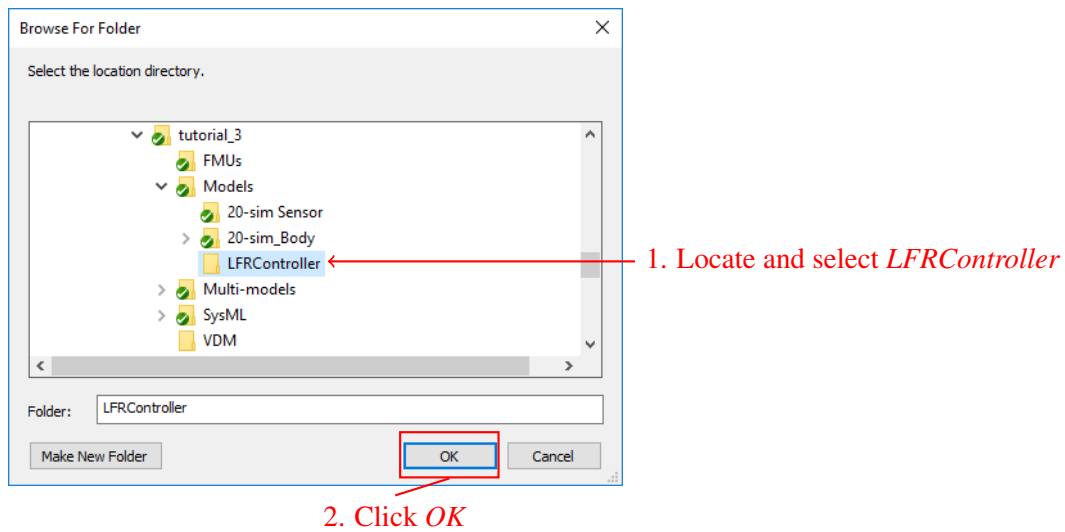 Browse For Folder
Select the location directory.
tutorial_3
FMUs
Models
20-sim Sensor
20-sim_Body
LFRController
1. Locate and select LFRController
Multi-models
SysML
VDM
Folder: LFRController
Make New Folder OK Cancel
2. Click OK